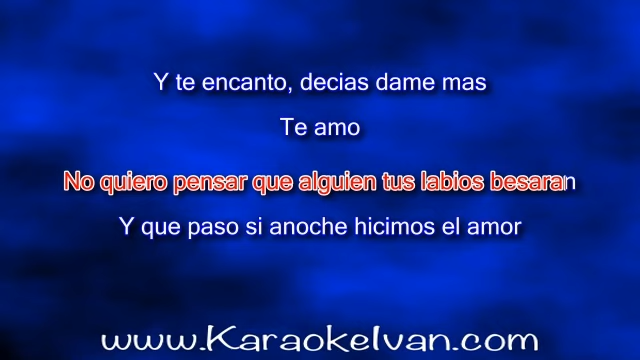 Y te encanto, decias dame mas
Te amo
No quiero pensar que alguien tus labios besaran
Y que paso si anoche hicimos el amor
www.KaraokeIvan.com